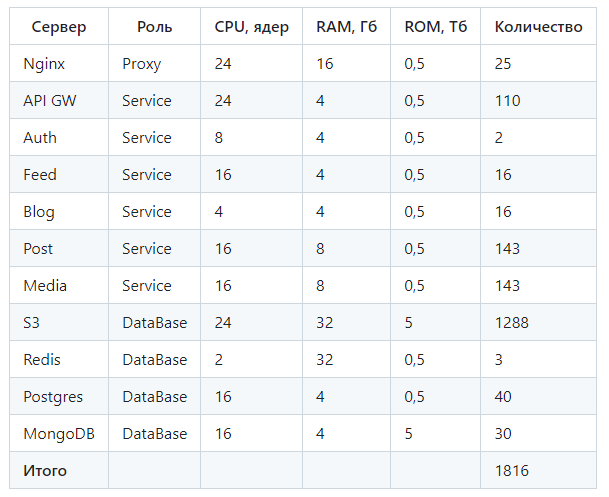 Сервер Роль CPU, ядер RAM, Гб ROM, Тб Количество
Nginx Proxy 24 16 0,5 25
API GW Service 24 4 0,5 110
Auth Service 8 4 0,5 2
Feed Service 16 4 0,5 16
Blog Service 4 4 0,5 16
Post Service 16 8 0,5 143
Media Service 16 8 0,5 143
S3 DataBase 24 32 5 1288
Redis DataBase 2 32 0,5 3
Postgres DataBase 16 4 0,5 40
MongoDB DataBase 16 4 5 30
Итого 1816